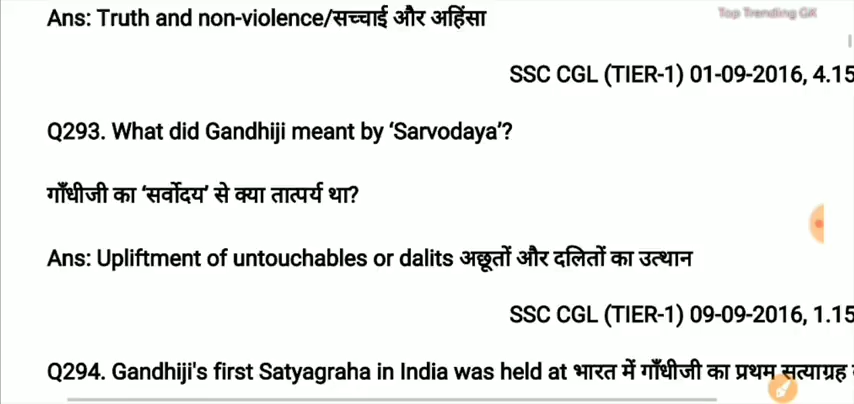 Ans: Truth and non-violence/सच्चाई और अहिंसा
Top Trending GK
SSC CGL (TIER-1) 01-09-2016, 4.15
Q293. What did Gandhiji meant by ‘Sarvodaya’?
गाँधीजी का ‘सर्वोदय’ से क्या तात्पर्य था?
Ans: Upliftment of untouchables or dalits अछूतों और दलितों का उत्थान
SSC CGL (TIER-1) 09-09-2016, 1.15
Q294. Gandhiji's first Satyagraha in India was held at भारत में गाँधीजी का प्रथम सत्याग्रह